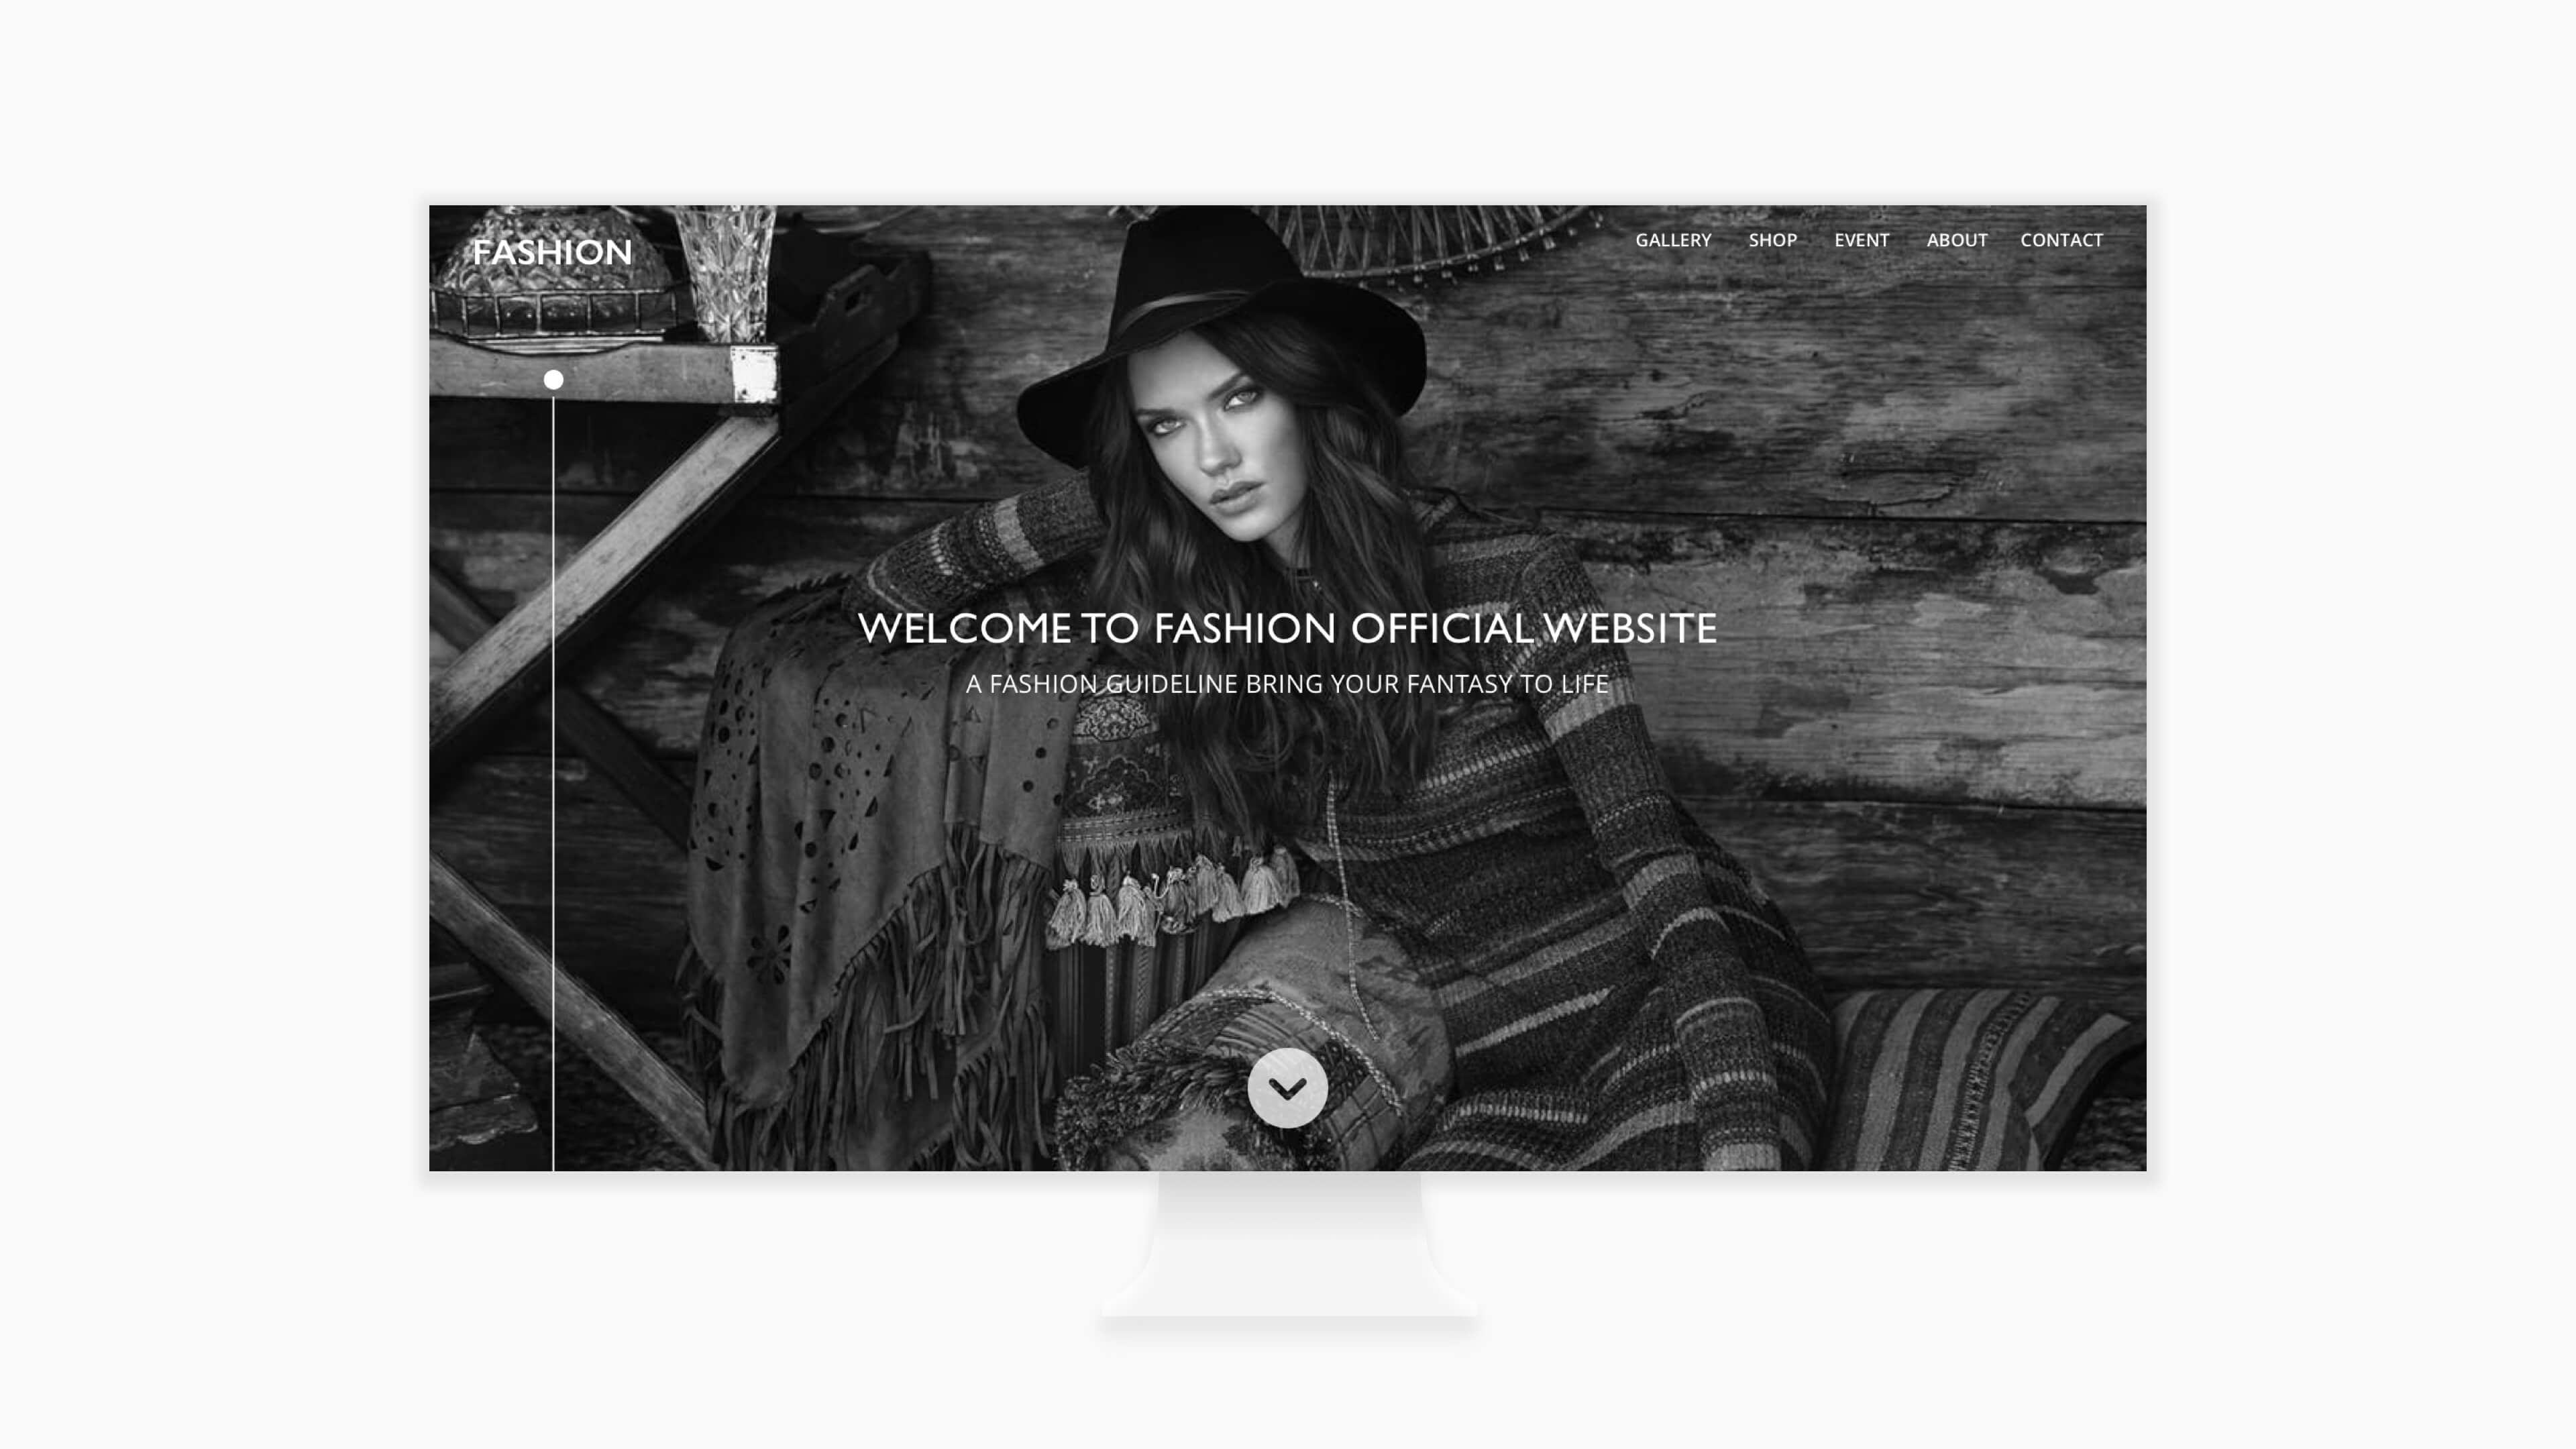 FASHION
GALLERY SHOP EVENT ABOUT CONTACT
WELCOME TO FASHION OFFICIAL WEBSITE
A FASHION GUIDELINE BRING YOUR FANTASY TO LIFE